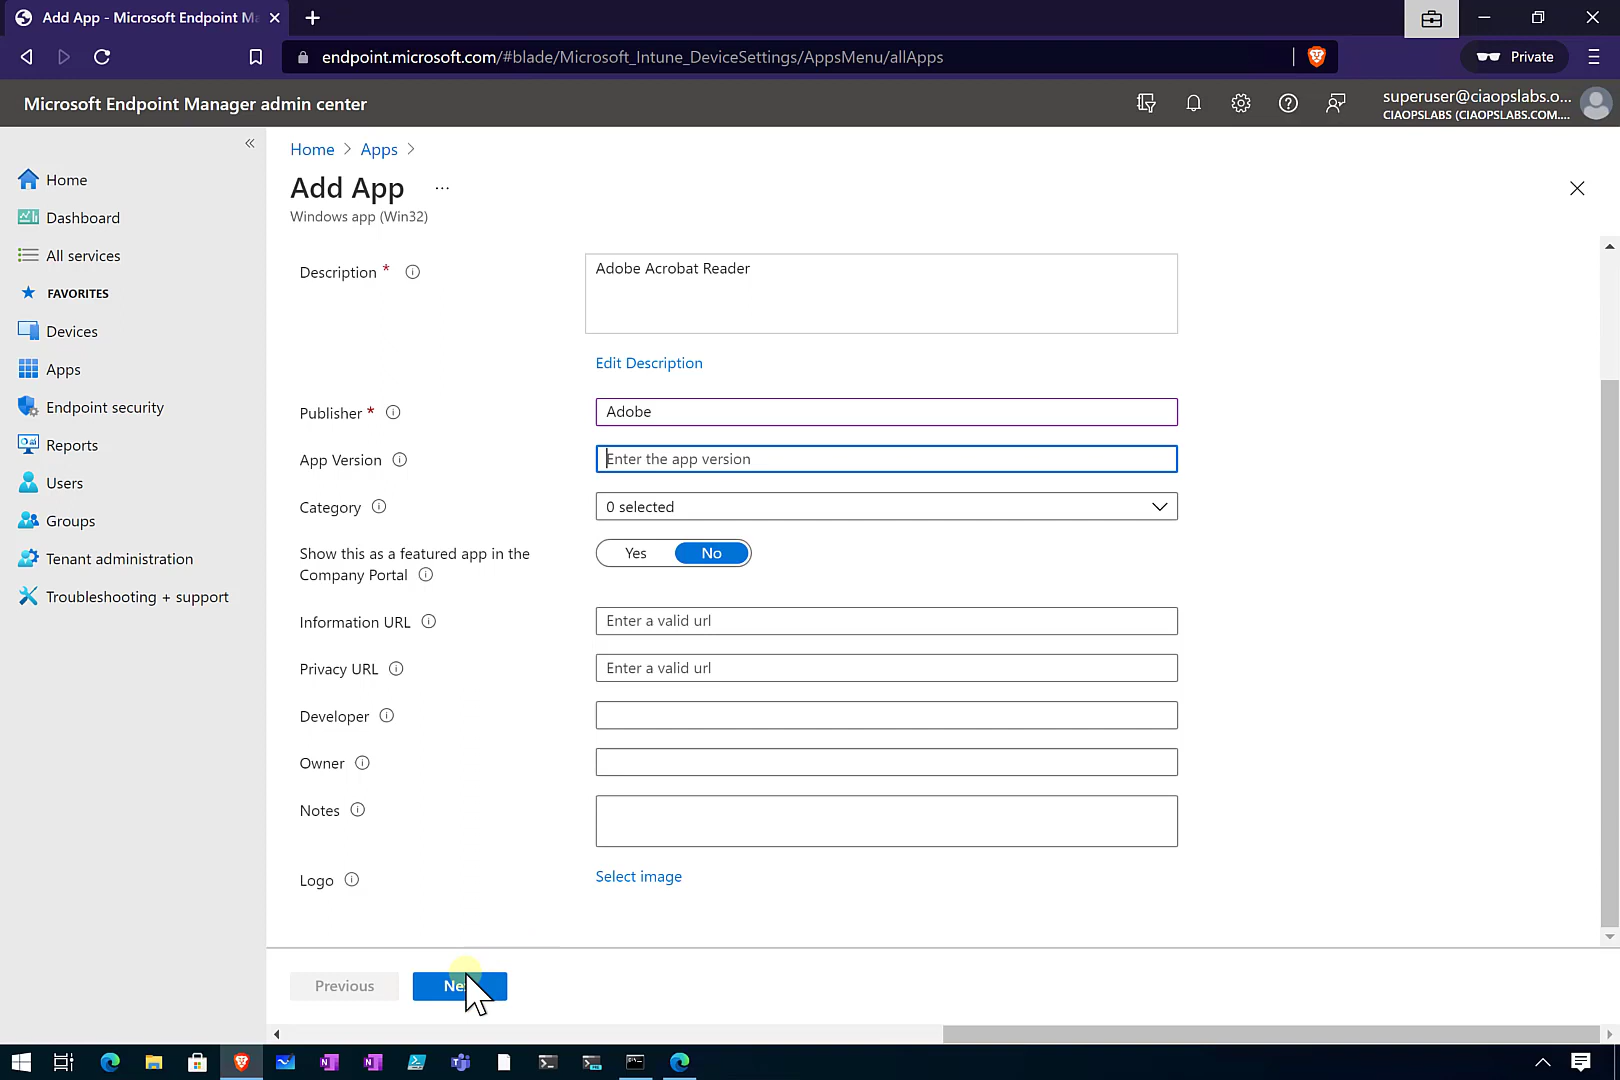 Add App - Microsoft Endpoint Ma
endpoint.microsoft.com/#blade/Microsoft_Intune_DeviceSettings/AppsMenu/allApps
Private
Microsoft Endpoint Manager admin center
superuser@ciaopslabs.o...
CIAOPSLABS (CIAOPSLABS.COM....
Home
Dashboard
All services
FAVORITES
Devices
Apps
Endpoint security
Reports
Users
Groups
Tenant administration
Troubleshooting + support
Home > Apps >
Add App ...
Windows app (Win32)
Description *
Adobe Acrobat Reader
Edit Description
Publisher *
Adobe
App Version
Enter the app version
Category
0 selected
Show this as a featured app in the
Company Portal
Yes No
Information URL
Enter a valid url
Privacy URL
Enter a valid url
Developer
Owner
Notes
Logo
Select image
Previous